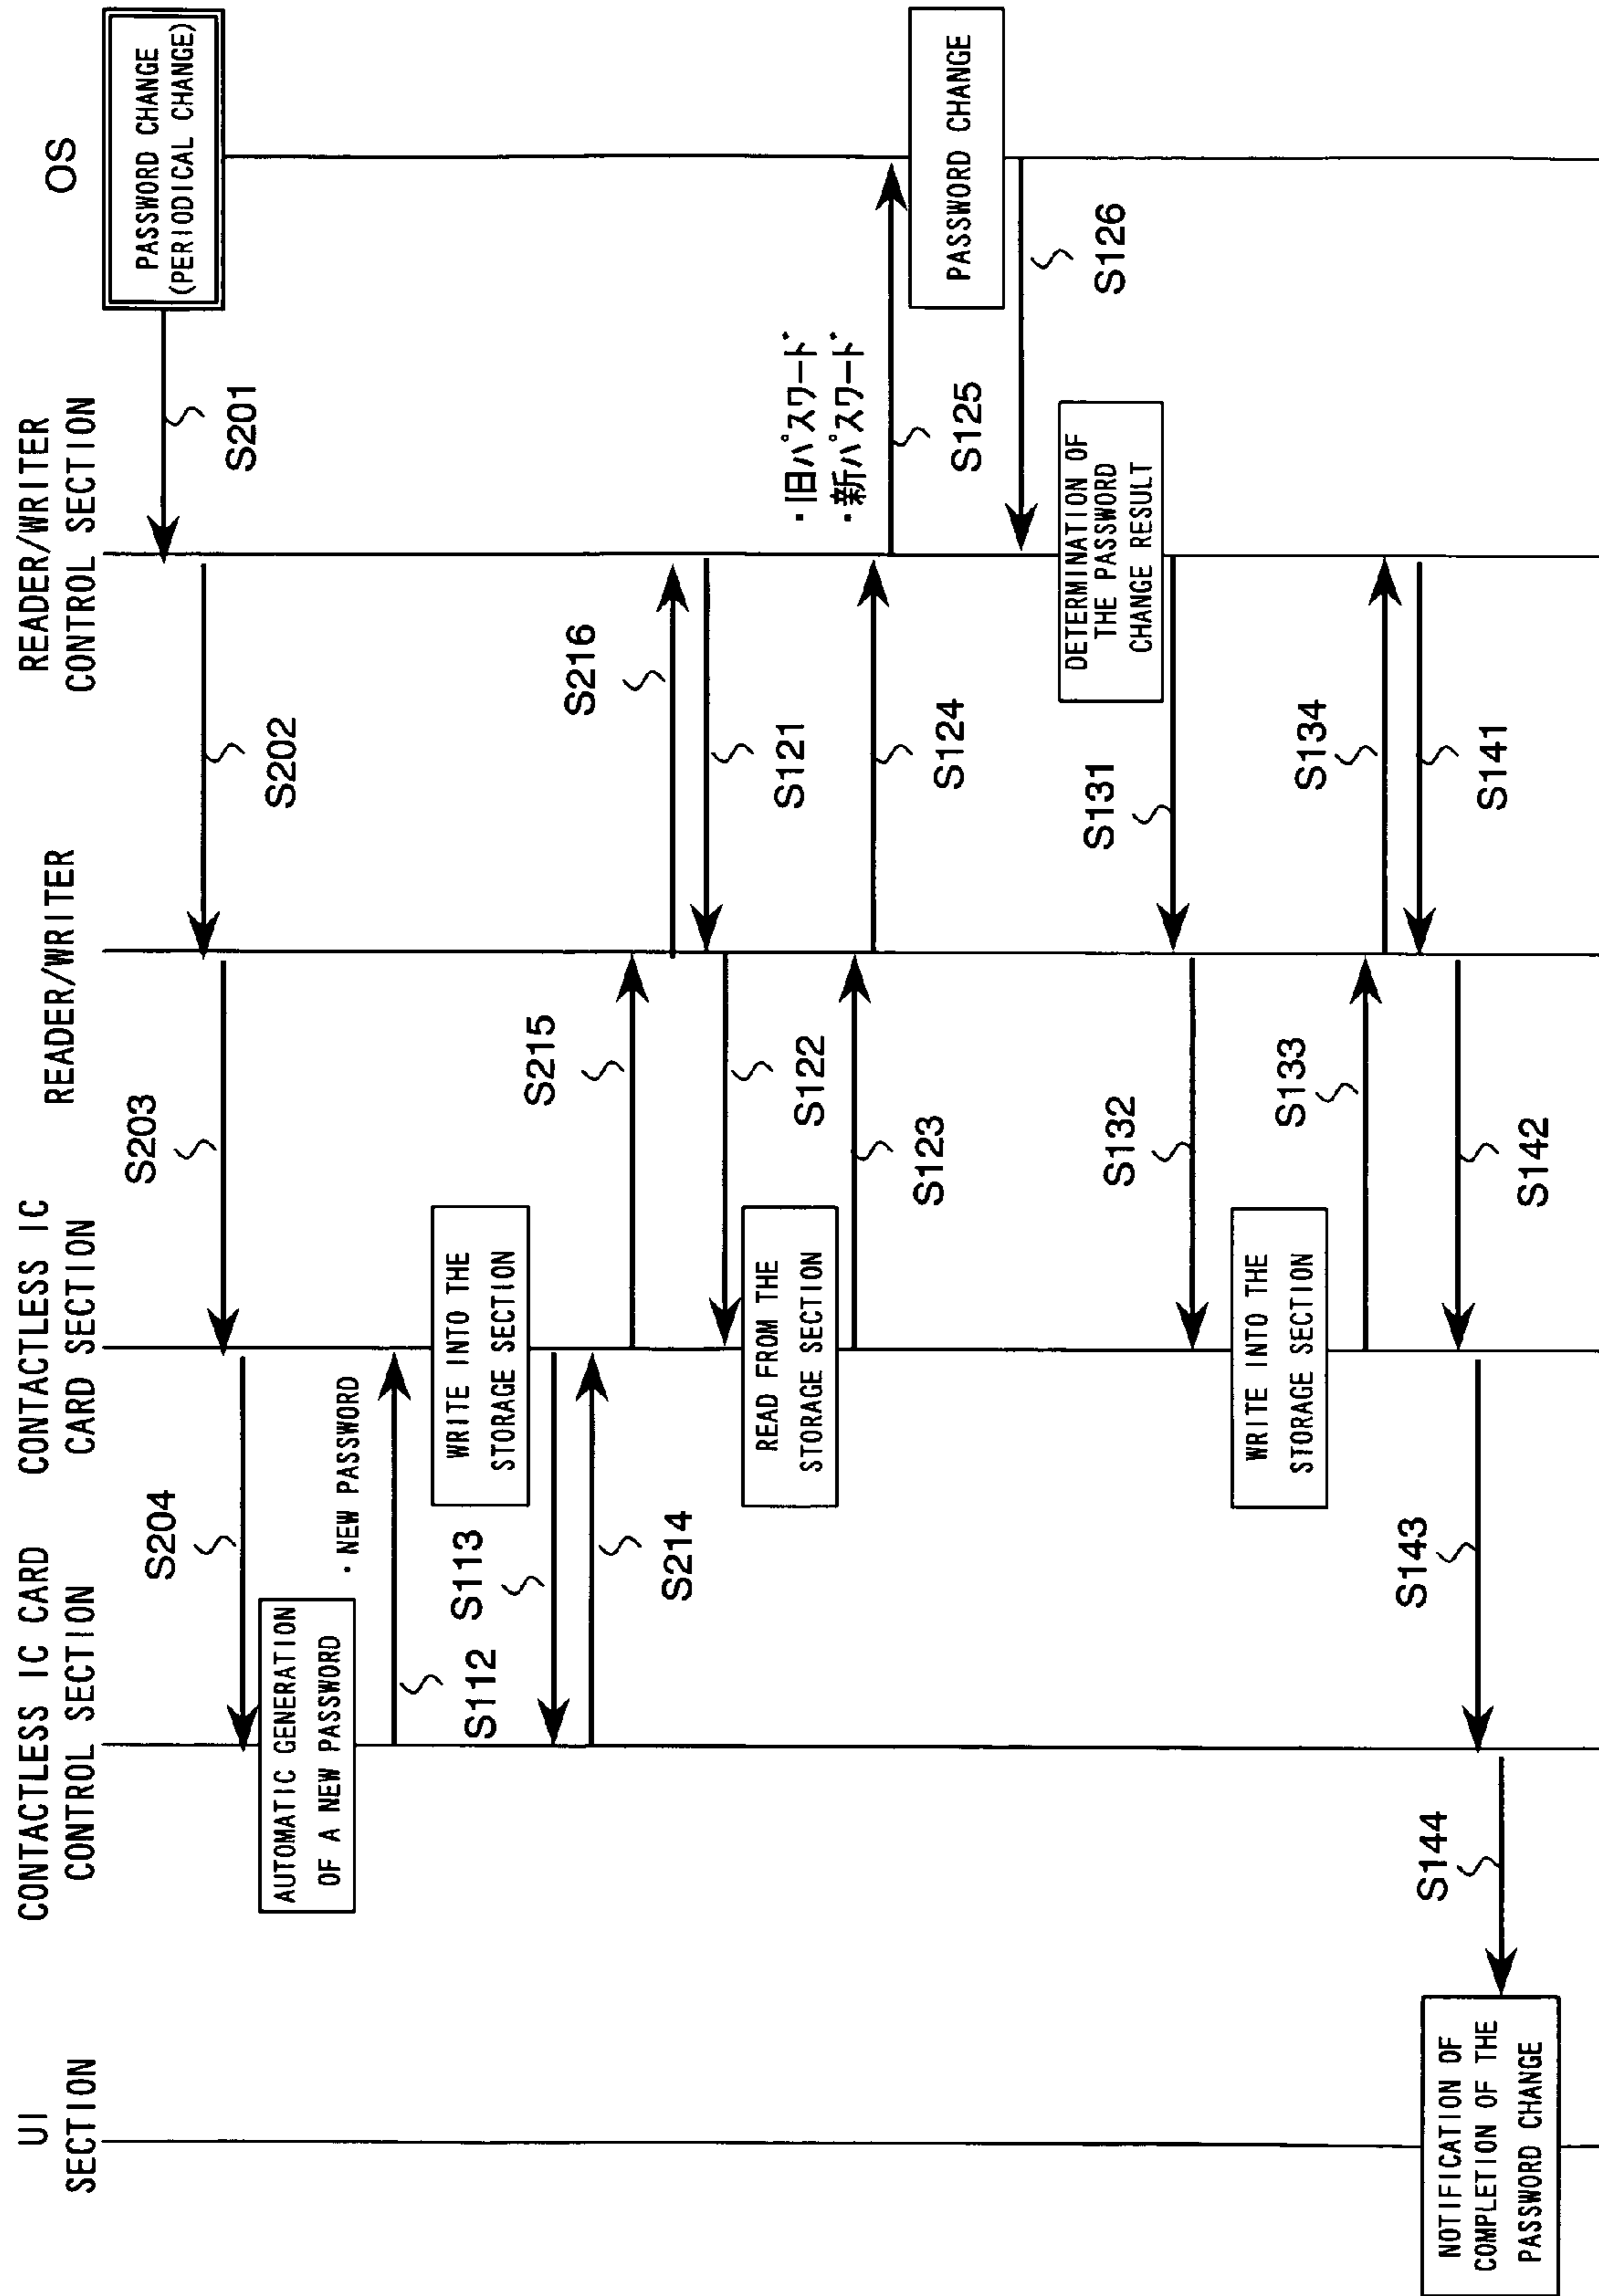 UI
SECTION
CONTACTLESS IC CARD
CONTROL SECTION
CONTACTLESS IC
CARD SECTION
READER/WRITER
READER/WRITER
CONTROL SECTION
OS
PASSWORD CHANGE
(PERIODICAL CHANGE)
S201
S202
S203
S204
AUTOMATIC GENERATION
OF A NEW PASSWORD
・NEW PASSWORD
S112
WRITE INTO THE
STORAGE SECTION
S113
S214
S215
S216
S121
S122
READ FROM THE
STORAGE SECTION
S123
S124
・旧パスワード
・新パスワード
S125
PASSWORD CHANGE
S126
DETERMINATION OF
THE PASSWORD
CHANGE RESULT
S131
S132
WRITE INTO THE
STORAGE SECTION
S133
S134
S141
S142
S143
S144
NOTIFICATION OF
COMPLETION OF THE
PASSWORD CHANGE